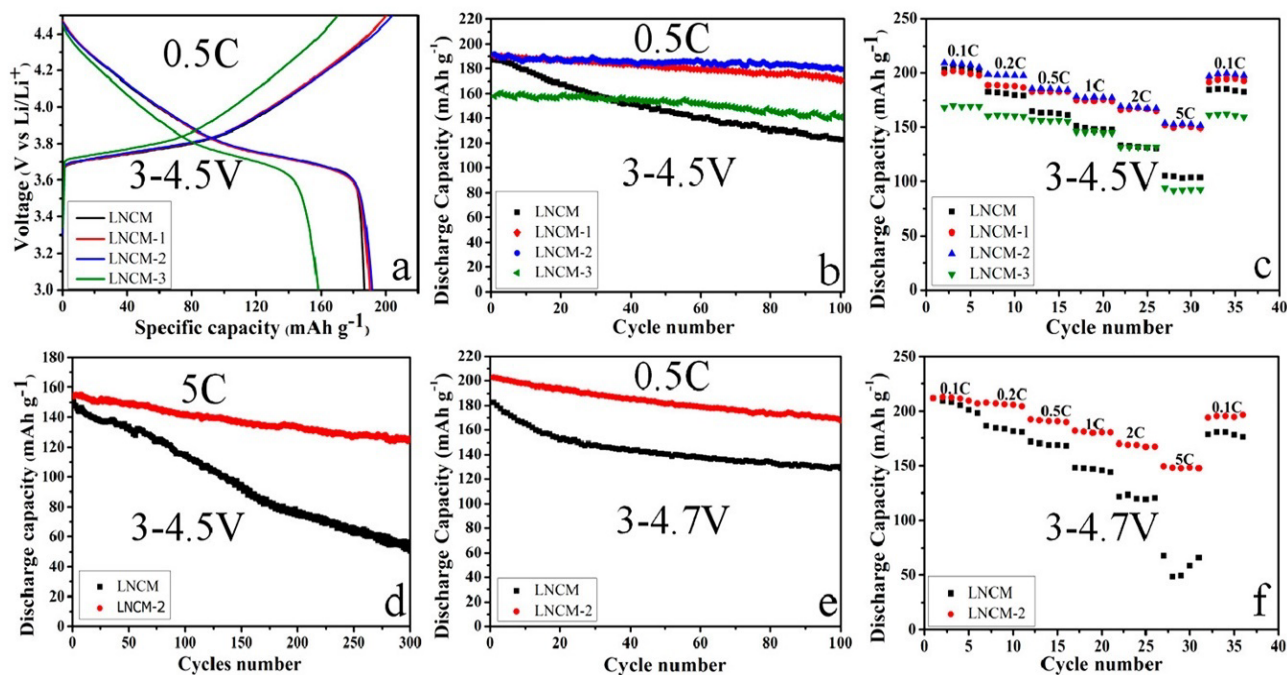 0.5C
3-4.5V
Voltage (V vs Li/Li+)
4.4
4.2
4.0
3.8
3.6
3.4
3.2
3.0
LNCM
LNCM-1
LNCM-2
LNCM-3
a
0 40 80 120 160 200
Specific capacity (mAh g-1)
0.5C
3-4.5V
Discharge Capacity (mAh g-1)
220
200
180
160
140
120
100
80
60
40
20
0
LNCM
LNCM-1
LNCM-2
LNCM-3
b
0 20 40 60 80 100
Cycle number
0.1C
0.2C
0.5C
1C
2C
5C
0.1C
3-4.5V
Discharge Capacity (mAh g-1)
250
200
150
100
50
0
LNCM
LNCM-1
LNCM-2
LNCM-3
c
0 5 10 15 20 25 30 35 40
Cycle number
5C
3-4.5V
Discharge capacity (mAh g-1)
180
160
140
120
100
80
60
40
20
0
LNCM
LNCM-2
d
0 50 100 150 200 250 300
Cycles number
0.5C
3-4.7V
Discharge capacity (mAh g-1)
220
200
180
160
140
120
100
80
60
40
20
0
LNCM
LNCM-2
e
0 20 40 60 80 100
Cycle number
0.1C
0.2C
0.5C
1C
2C
5C
0.1C
3-4.7V
Discharge Capacity (mAh g-1)
250
200
150
100
50
0
LNCM
LNCM-2
f
0 5 10 15 20 25 30 35 40
Cycle number